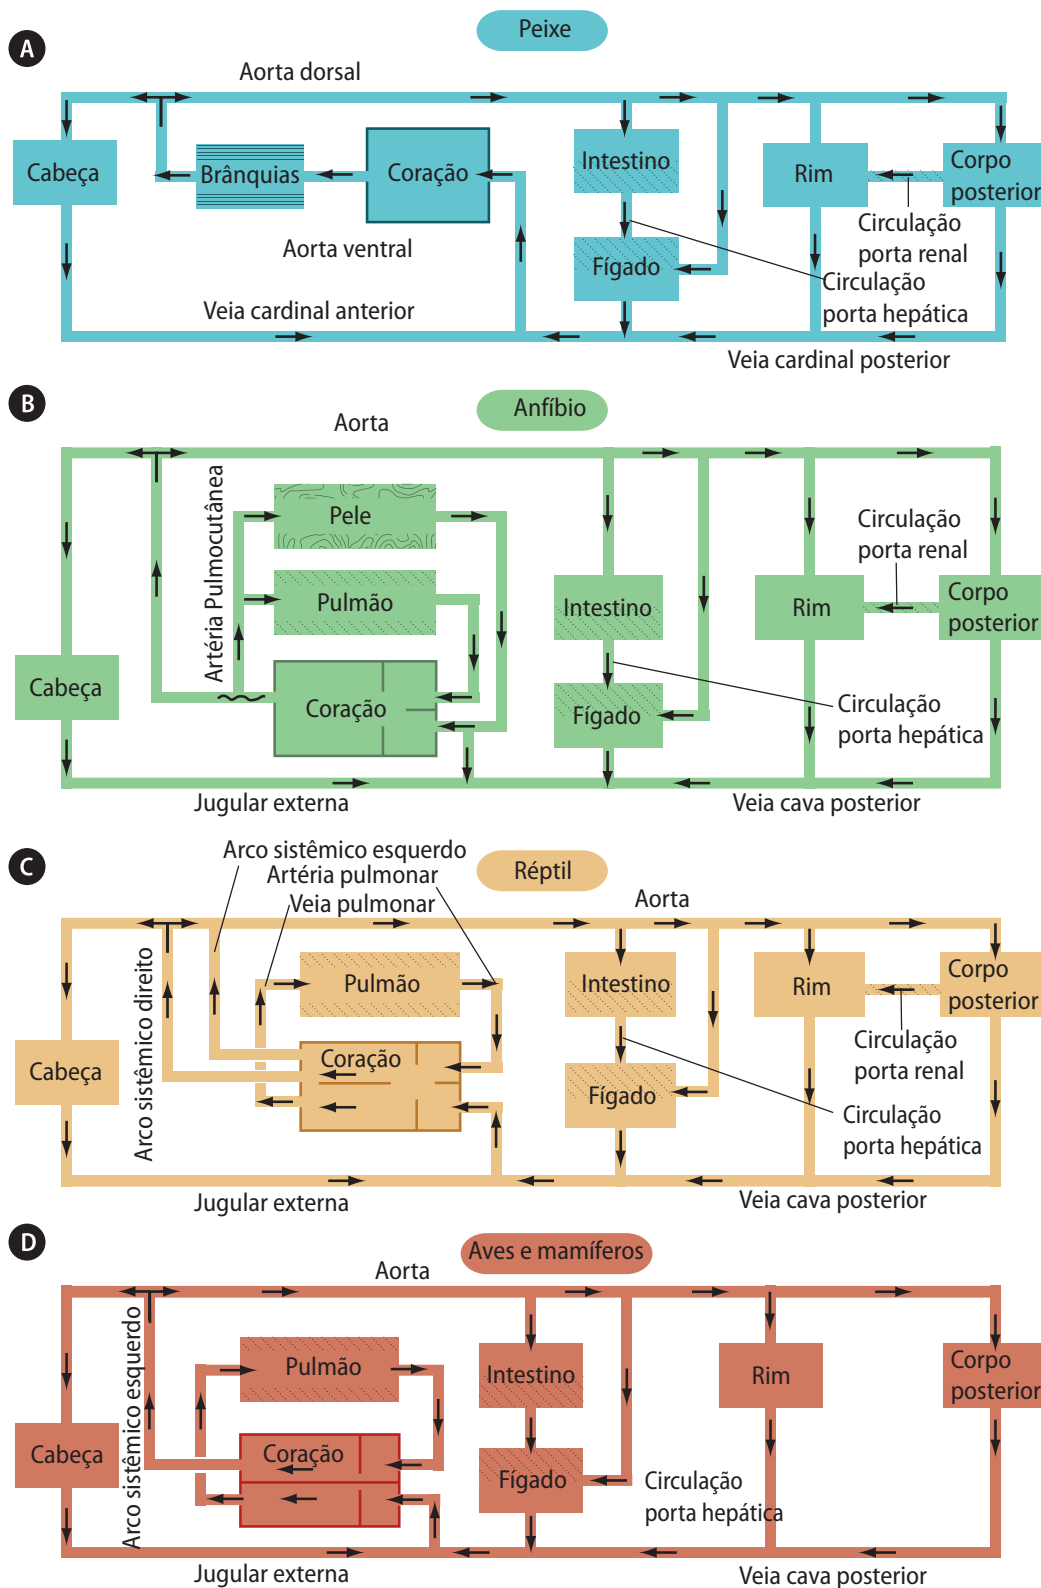 A
Peixe
Aorta dorsal
Cabeça
Brânquias
Coração
Intestino
Rim
Corpo
posterior
Aorta ventral
Fígado
Circulação
porta renal
Circulação
porta hepática
Veia cardinal anterior
Veia cardinal posterior
B
Anfíbio
Aorta
Artéria Pulmocutânea
Pele
Pulmão
Circulação
porta renal
Intestino
Rim
Corpo
posterior
Cabeça
Coração
Fígado
Circulação
porta hepática
Jugular externa
Veia cava posterior
C
Réptil
Arco sistêmico esquerdo
Artéria pulmonar
Veia pulmonar
Aorta
Arco sistêmico direito
Pulmão
Intestino
Rim
Corpo
posterior
Cabeça
Coração
Fígado
Circulação
porta renal
Circulação
porta hepática
Jugular externa
Veia cava posterior
D
Aves e mamíferos
Aorta
Arco sistêmico esquerdo
Pulmão
Intestino
Rim
Corpo
posterior
Cabeça
Coração
Fígado
Circulação
porta hepática
Jugular externa
Veia cava posterior